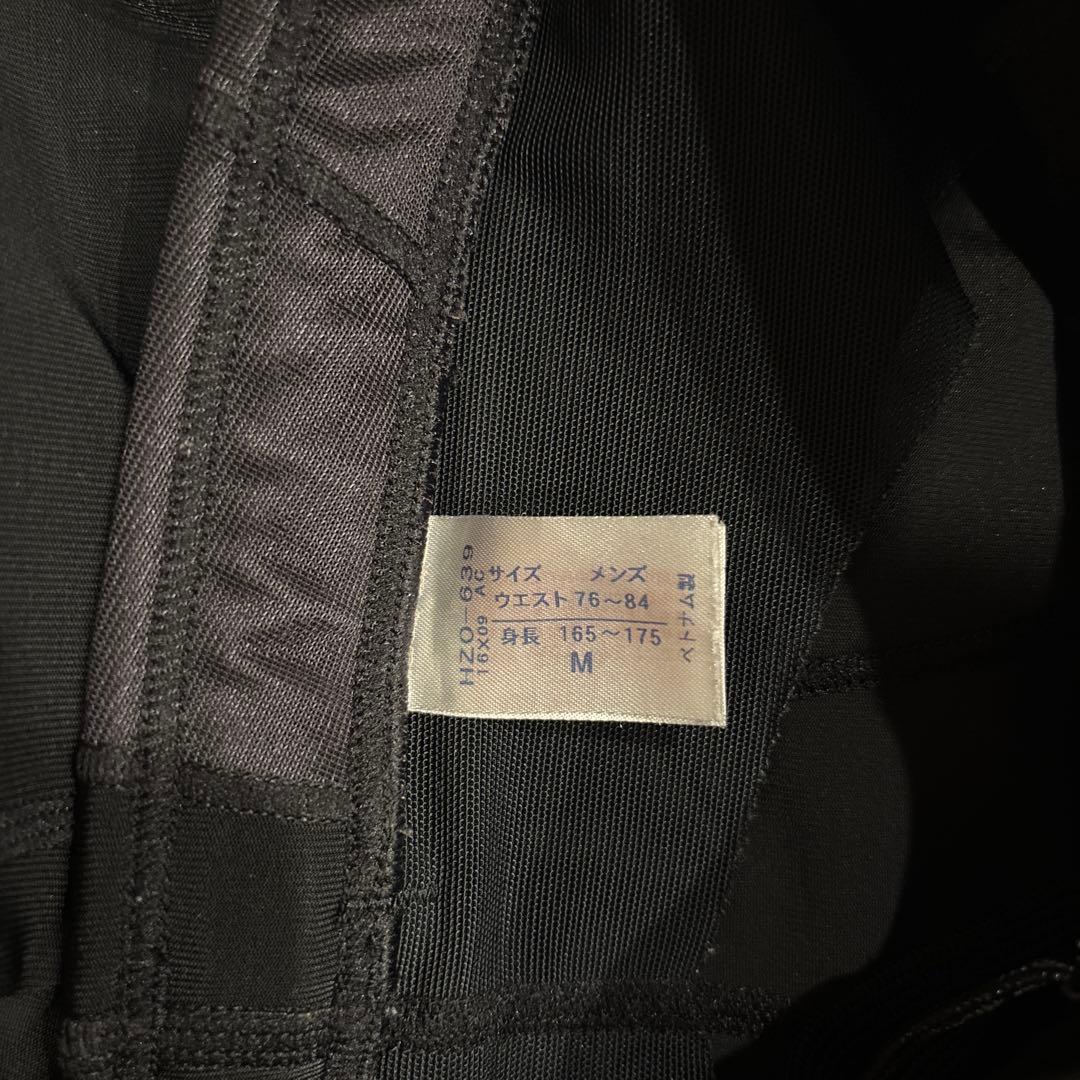 サイズ メンズ
ウエスト 76～84
身長 165～175
M
HZO-639
16X09 AC
ベトナム製